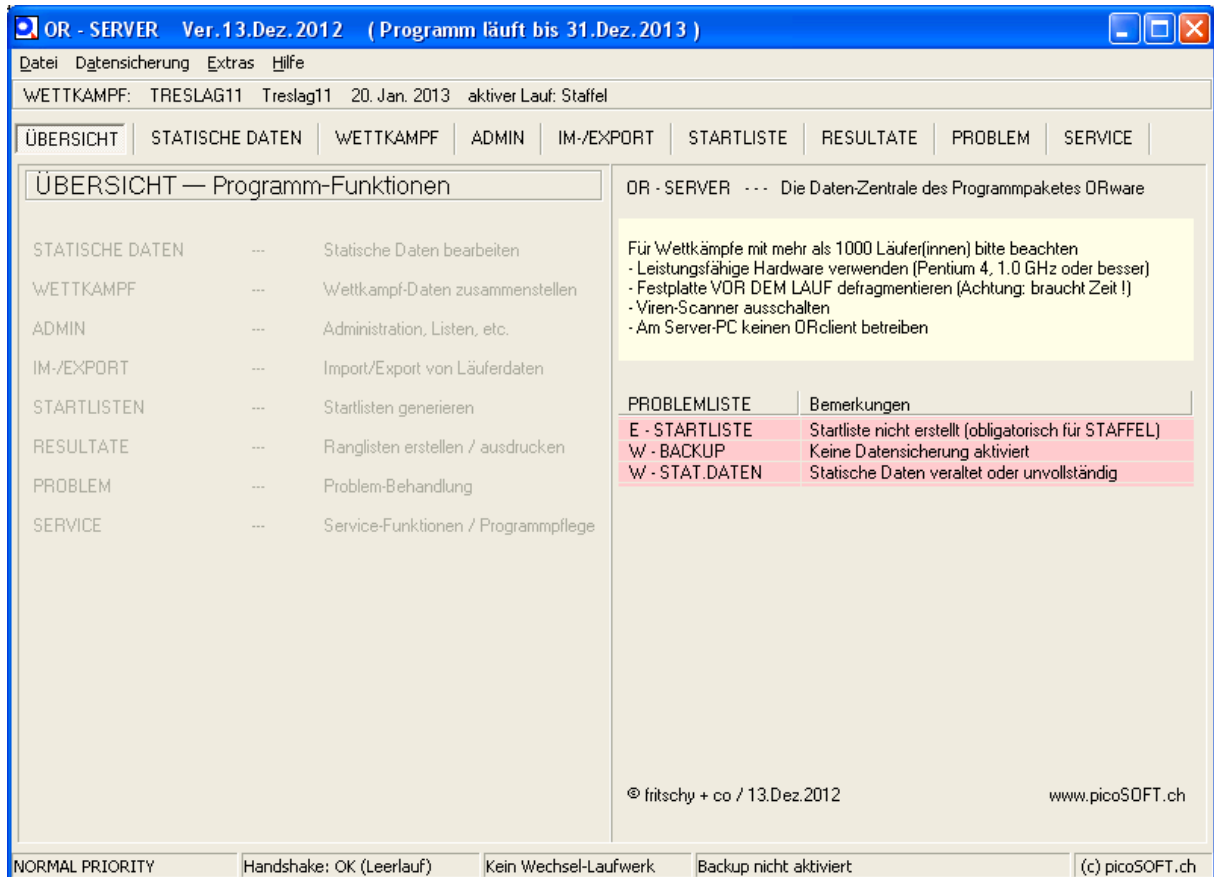 OR - SERVER Ver.13.Dez.2012 ( Programm läuft bis 31.Dez.2013 )
Datei Datensicherung Extras Hilfe
WETTKAMPF: TRESLAG11 Treslag11 20. Jan. 2013 aktiver Lauf: Staffel
ÜBERSICHT STATISCHE DATEN WETTKAMPF ADMIN IM-/EXPORT STARTLISTE RESULTATE PROBLEM SERVICE
ÜBERSICHT — Programm-Funktionen
STATISCHE DATEN --- Statische Daten bearbeiten
WETTKAMPF --- Wettkampf-Daten zusammenstellen
ADMIN --- Administration, Listen, etc.
IM-/EXPORT --- Import/Export von Läuferdaten
STARTLISTEN --- Startlisten generieren
RESULTATE --- Ranglisten erstellen / ausdrucken
PROBLEM --- Problem-Behandlung
SERVICE --- Service-Funktionen / Programmpflege
OR - SERVER --- Die Daten-Zentrale des Programmpaketes ORware
Für Wettkämpfe mit mehr als 1000 Läufer(innen) bitte beachten
- Leistungsfähige Hardware verwenden (Pentium 4, 1.0 GHz oder besser)
- Festplatte VOR DEM LAUF defragmentieren (Achtung: braucht Zeit !)
- Viren-Scanner ausschalten
- Am Server-PC keinen ORclient betreiben
PROBLEMLISTE Bemerkungen
E - STARTLISTE Startliste nicht erstellt (obligatorisch für STAFFEL)
W - BACKUP Keine Datensicherung aktiviert
W - STAT.DATEN Statische Daten veraltet oder unvollständig
© fritschy + co / 13.Dez.2012 www.picoSOFT.ch
NORMAL PRIORITY Handshake: OK (Leerlauf) Kein Wechsel-Laufwerk Backup nicht aktiviert (c) picoSOFT.ch